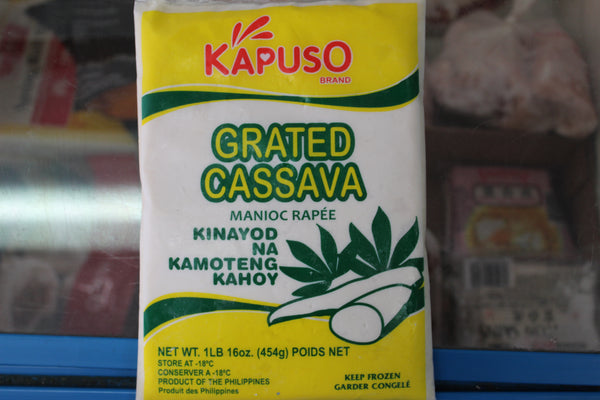 KAPUSO
BRAND
GRATED
CASSAVA
MANIOC RAPÉE
KINAYOD
NA
KAMOTENG
KAHOY
NET WT. 1LB 16oz. (454g) POIDS NET
STORE AT -18°C
CONSERVER A -18°C
PRODUCT OF THE PHILIPPINES
Produit des Philippines
KEEP FROZEN
GARDER CONGELÉ